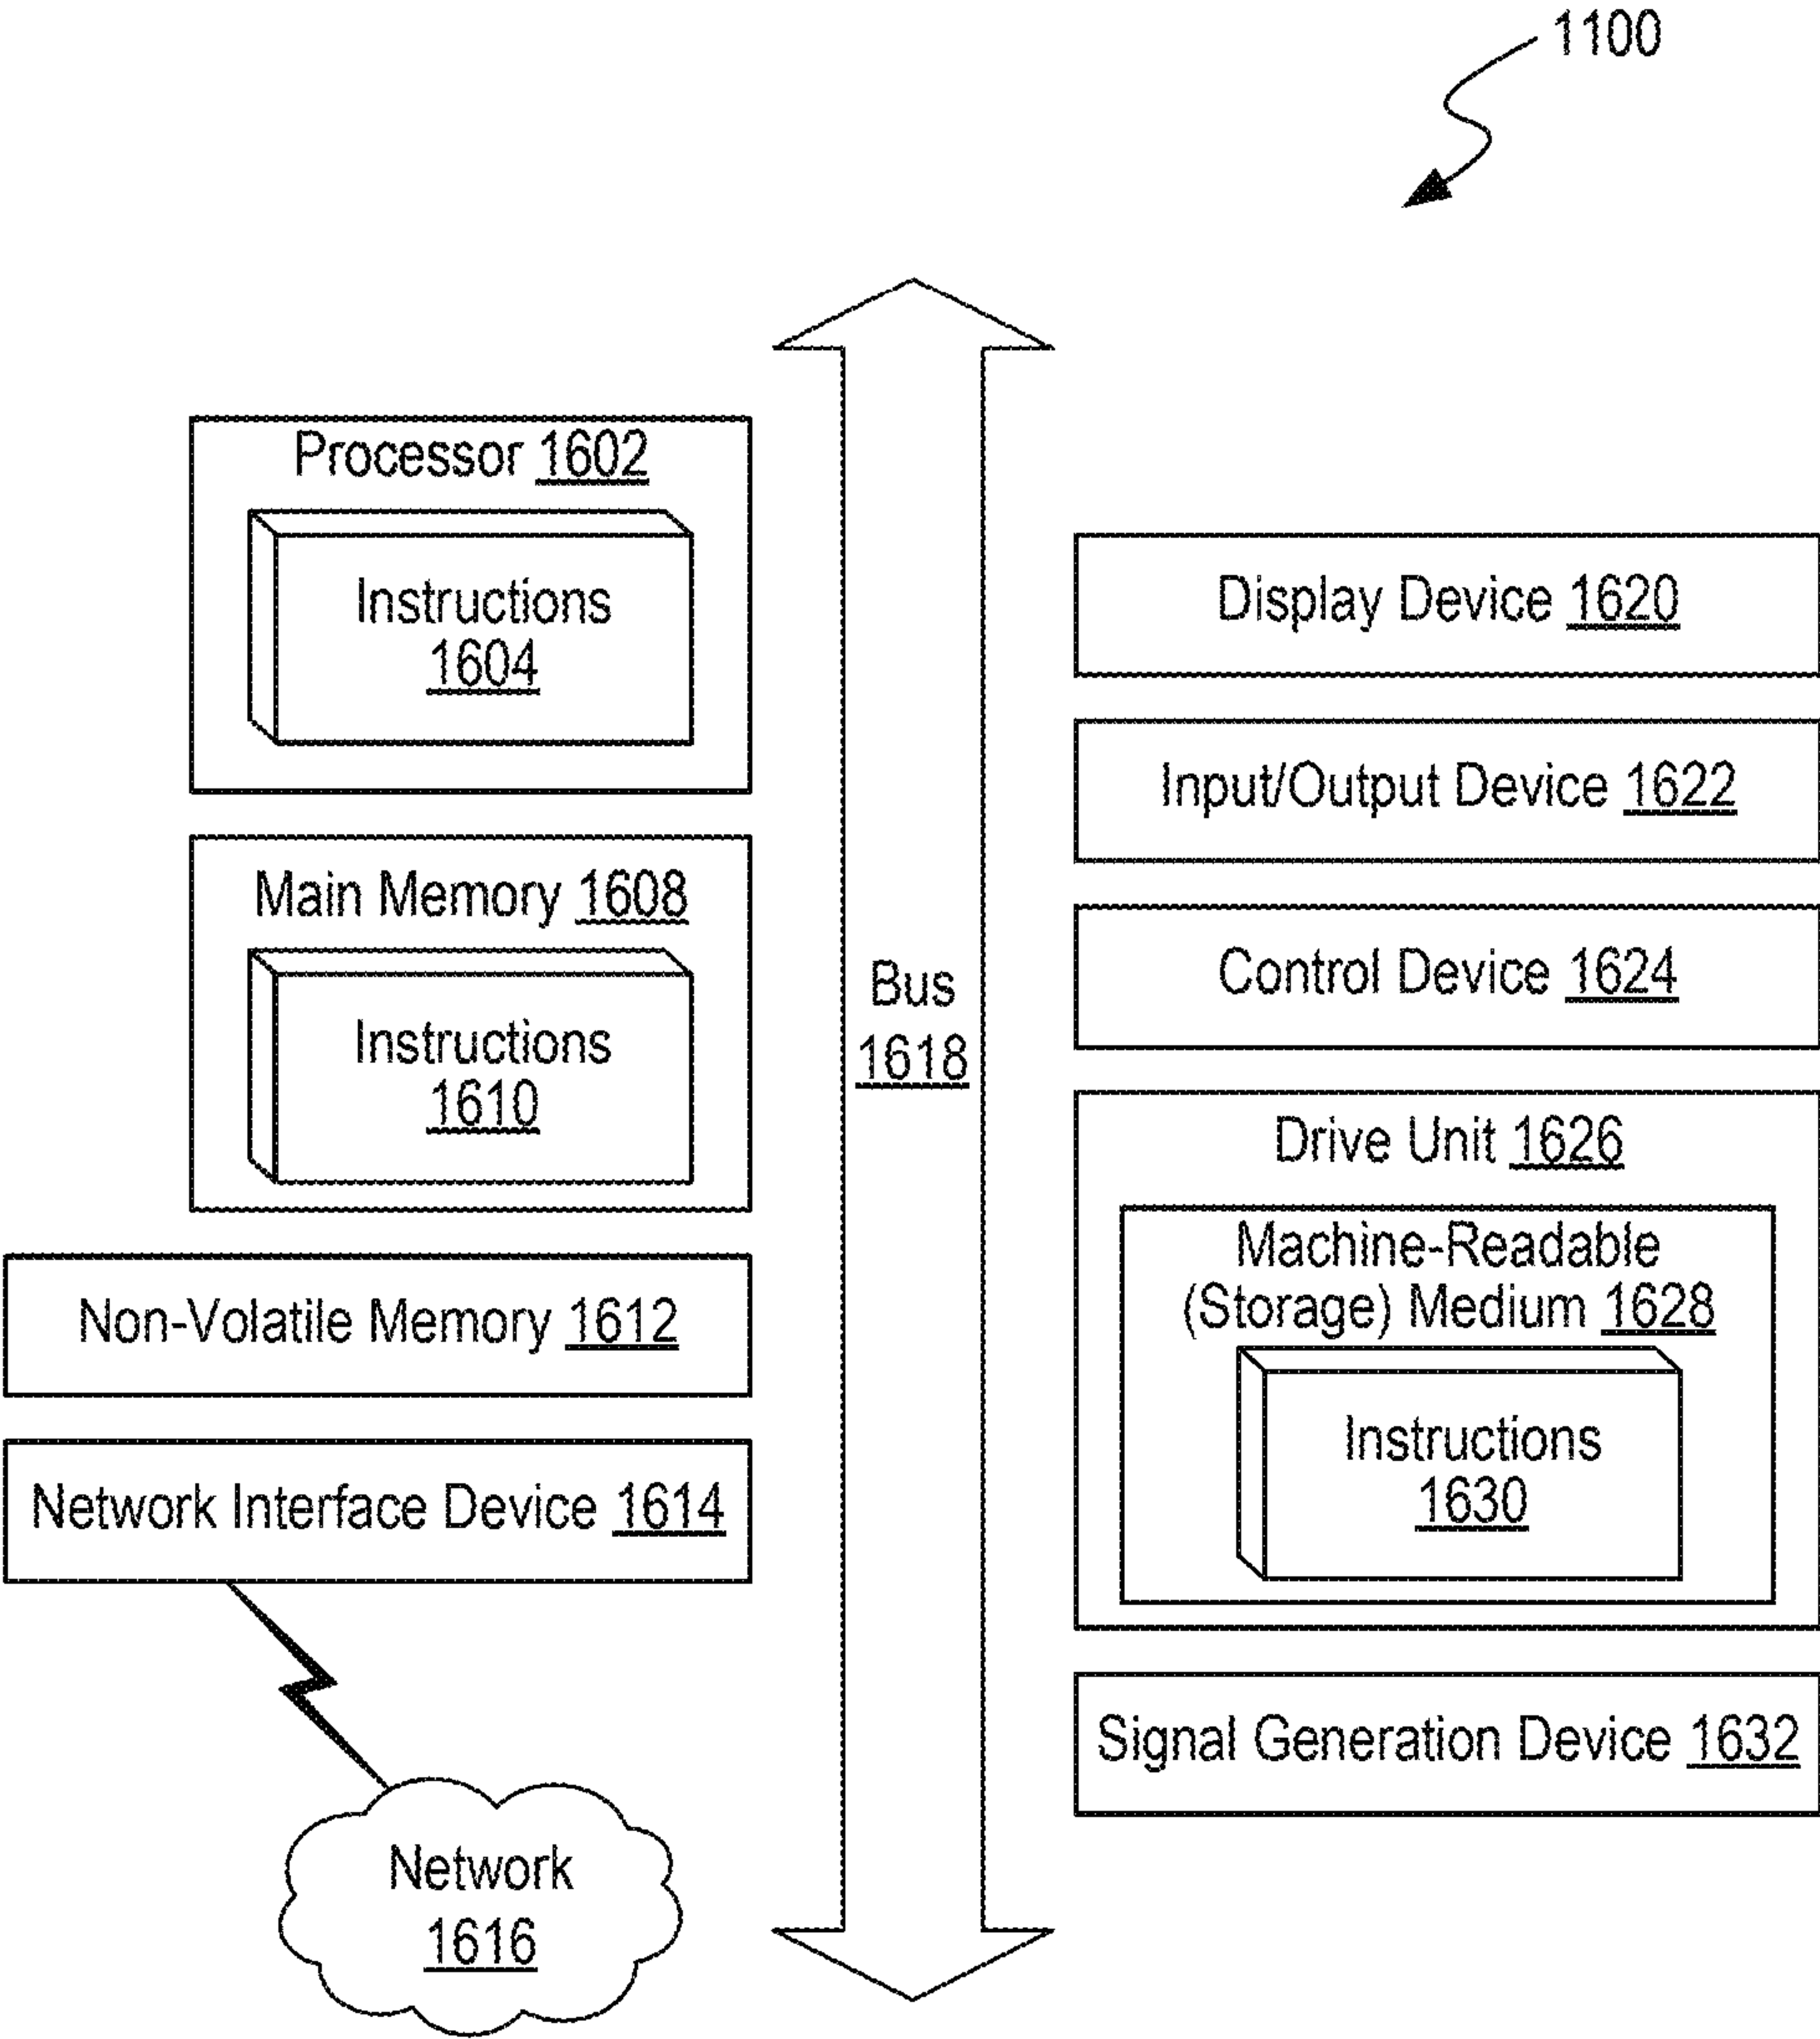 1100
Processor 1602
Instructions
1604
Main Memory 1608
Instructions
1610
Non-Volatile Memory 1612
Network Interface Device 1614
Network
1616
Bus
1618
Display Device 1620
Input/Output Device 1622
Control Device 1624
Drive Unit 1626
Machine-Readable
(Storage) Medium 1628
Instructions
1630
Signal Generation Device 1632